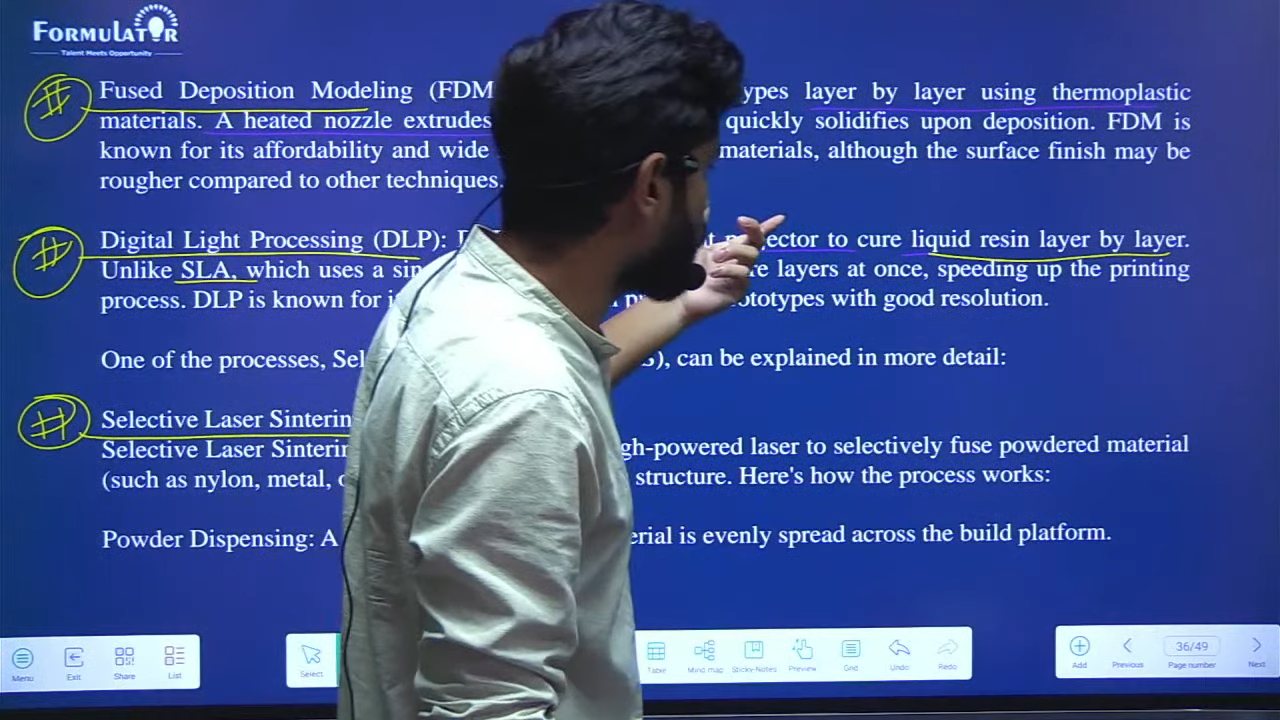 FORMULATOR
Talent Meets Opportunity
# Fused Deposition Modeling (FDM ypes layer by layer using thermoplastic
materials. A heated nozzle extrudes quickly solidifies upon deposition. FDM is
known for its affordability and wide materials, although the surface finish may be
rougher compared to other techniques.
# Digital Light Processing (DLP): ector to cure liquid resin layer by layer.
Unlike SLA, which uses a sin re layers at once, speeding up the printing
process. DLP is known for ototypes with good resolution.
One of the processes, Sel S), can be explained in more detail:
# Selective Laser Sinterin
Selective Laser Sinterin gh-powered laser to selectively fuse powdered material
(such as nylon, metal, structure. Here's how the process works:
Powder Dispensing: A erial is evenly spread across the build platform.
Menu Exit Share List Select Table Mind map Sticky-Notes Preview Grid Undo Redo Add Previous 36/49 Page number Next